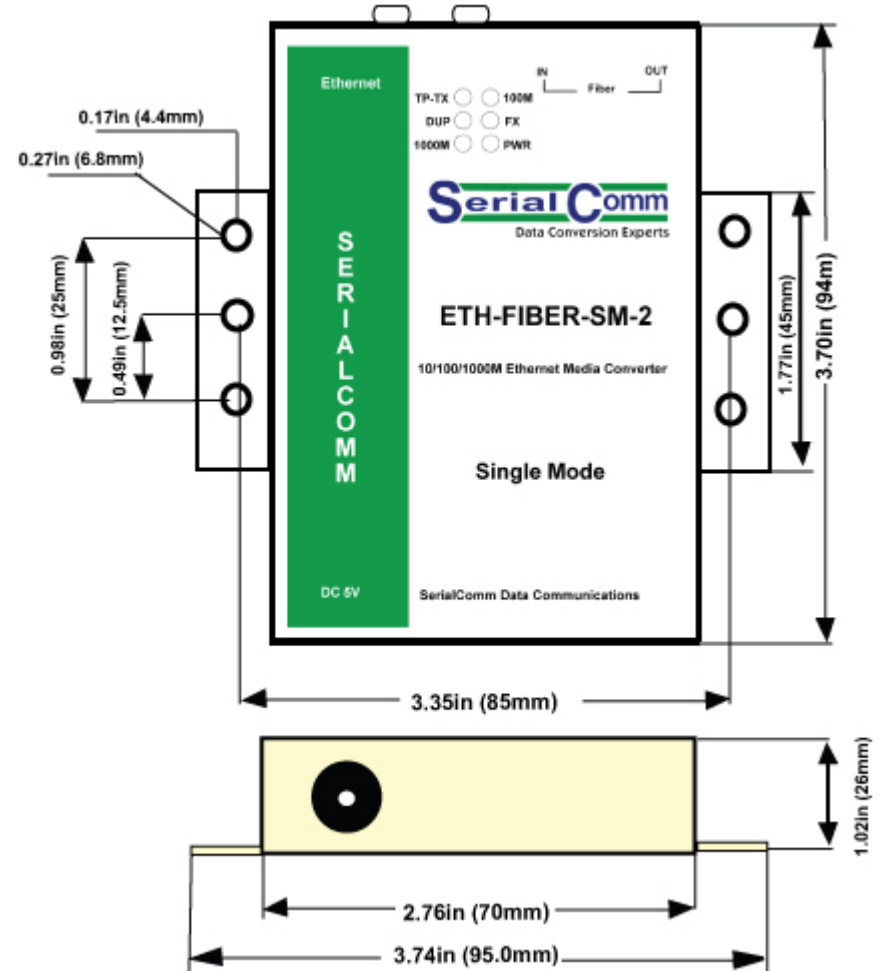 Ethernet
IN OUT
Fiber
TP-TX 100M
DUP FX
1000M PWR
0.17in (4.4mm)
0.27in (6.8mm)
Serial Comm
Data Conversion Experts
SERIALCOMM
0.98in (25mm)
0.49in (12.5mm)
ETH-FIBER-SM-2
10/100/1000M Ethernet Media Converter
1.77in (45mm)
3.70in (94m)
Single Mode
DC 5V
SerialComm Data Communications
3.35in (85mm)
1.02in (26mm)
2.76in (70mm)
3.74in (95.0mm)